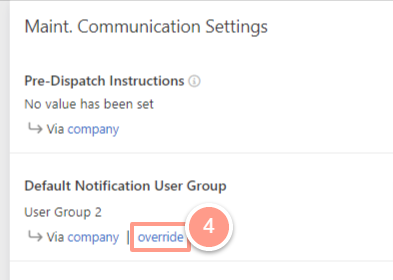 Maint. Communication Settings
Pre-Dispatch Instructions
No value has been set
Via company
Default Notification User Group
User Group 2
Via company | override 4